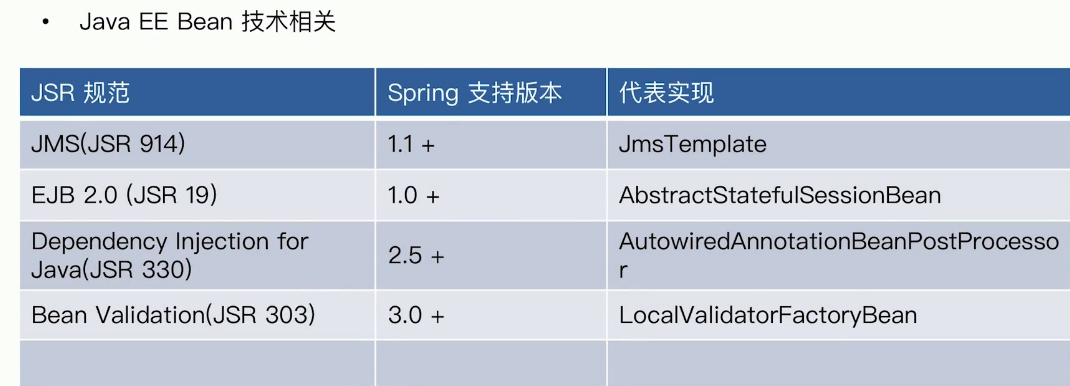 • Java EE Bean 技术相关
JSR 规范 Spring 支持版本 代表实现
JMS(JSR 914) 1.1 + JmsTemplate
EJB 2.0 (JSR 19) 1.0 + AbstractStatefulSessionBean
Dependency Injection for
Java(JSR 330) 2.5 + AutowiredAnnotationBeanPostProcesso
r
Bean Validation(JSR 303) 3.0 + LocalValidatorFactoryBean